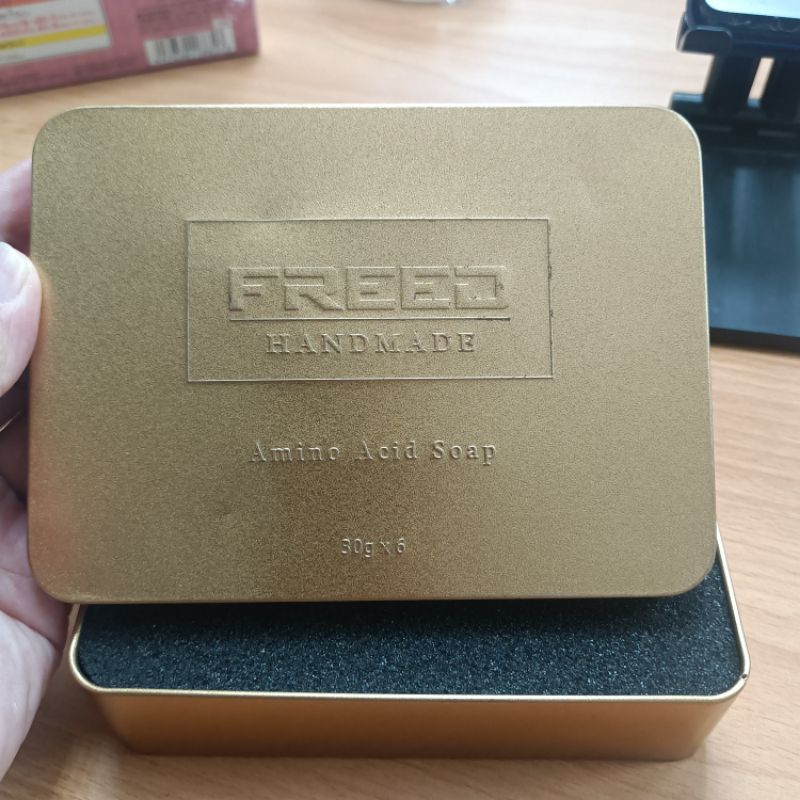 FREED
HANDMADE
Amino Acid Soap
30g x 6